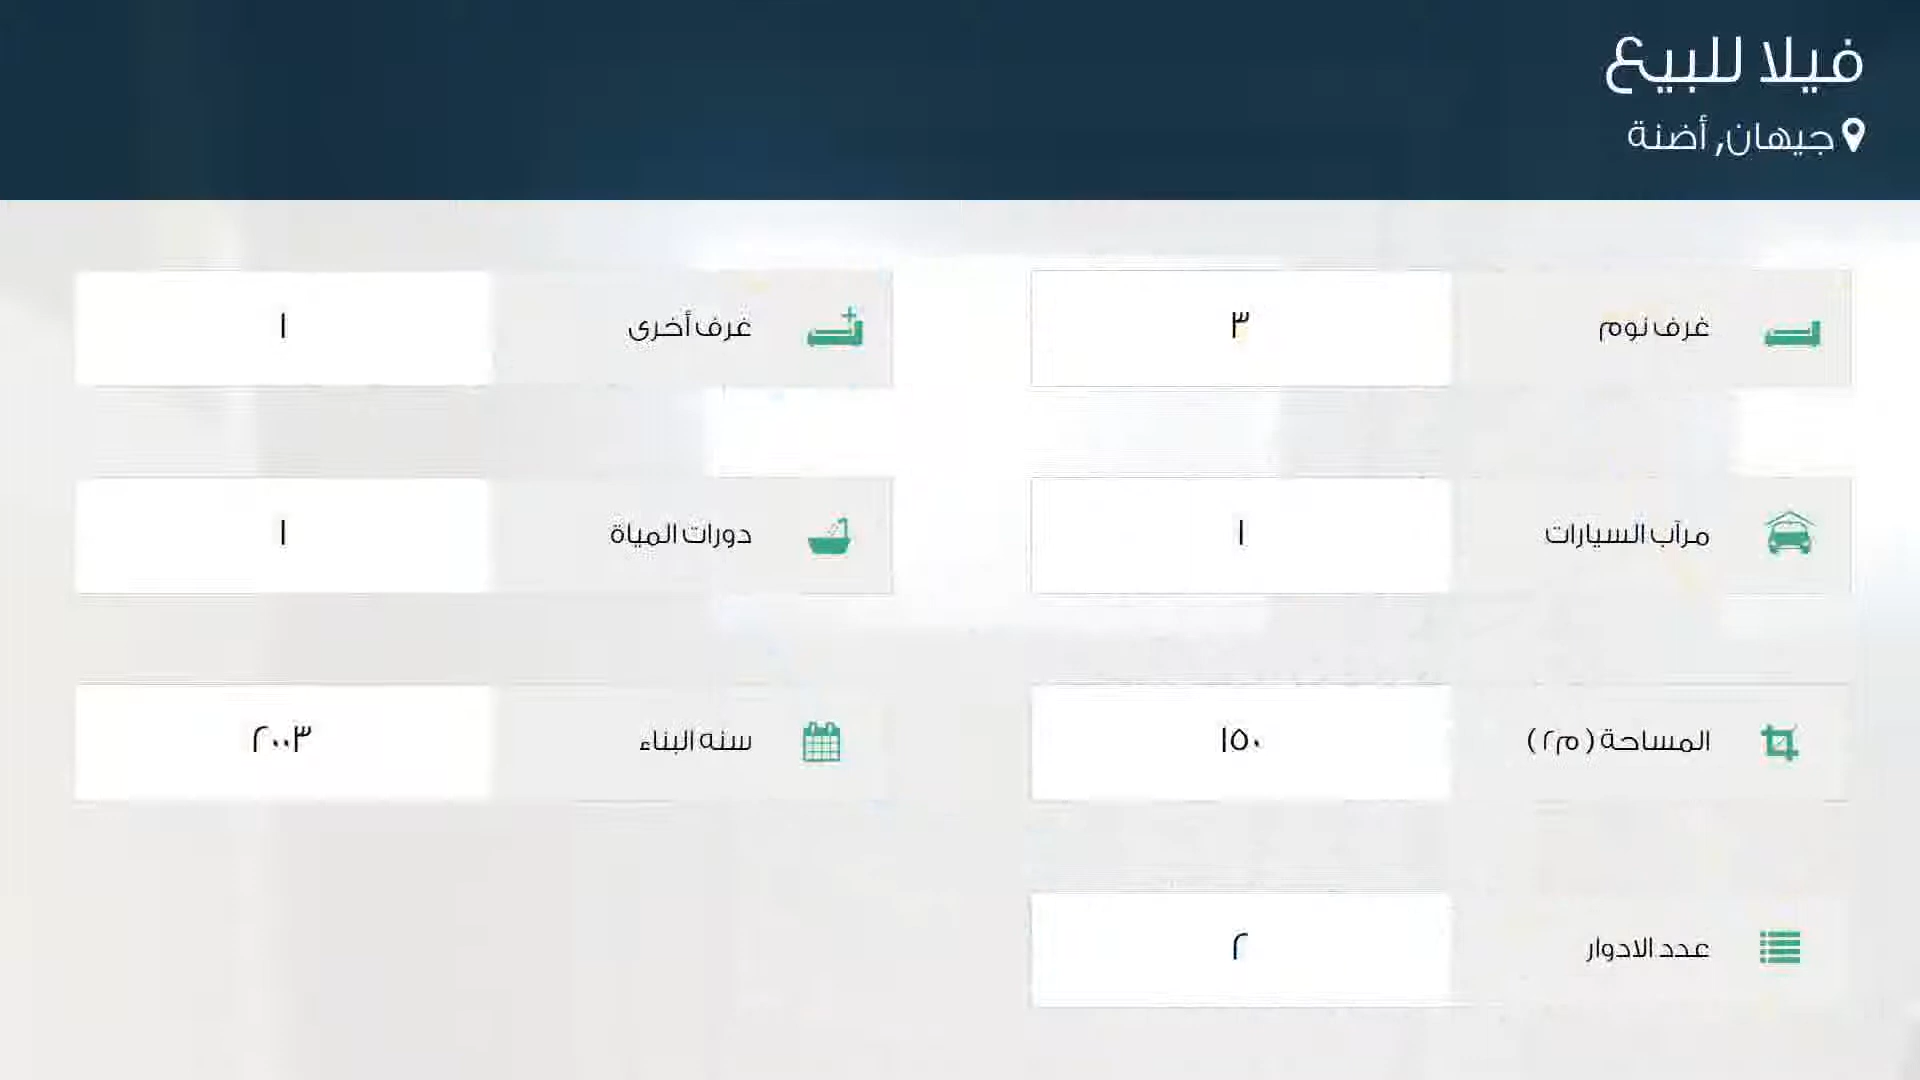 فيلا للبيع
جيهان, أضنة
غرف نوم
٣
غرف أخرى
١
مرآب السيارات
١
دورات المياة
١
المساحة ( م٢ )
١٥٠
سنه البناء
٢٠٠٣
عدد الادوار
٢